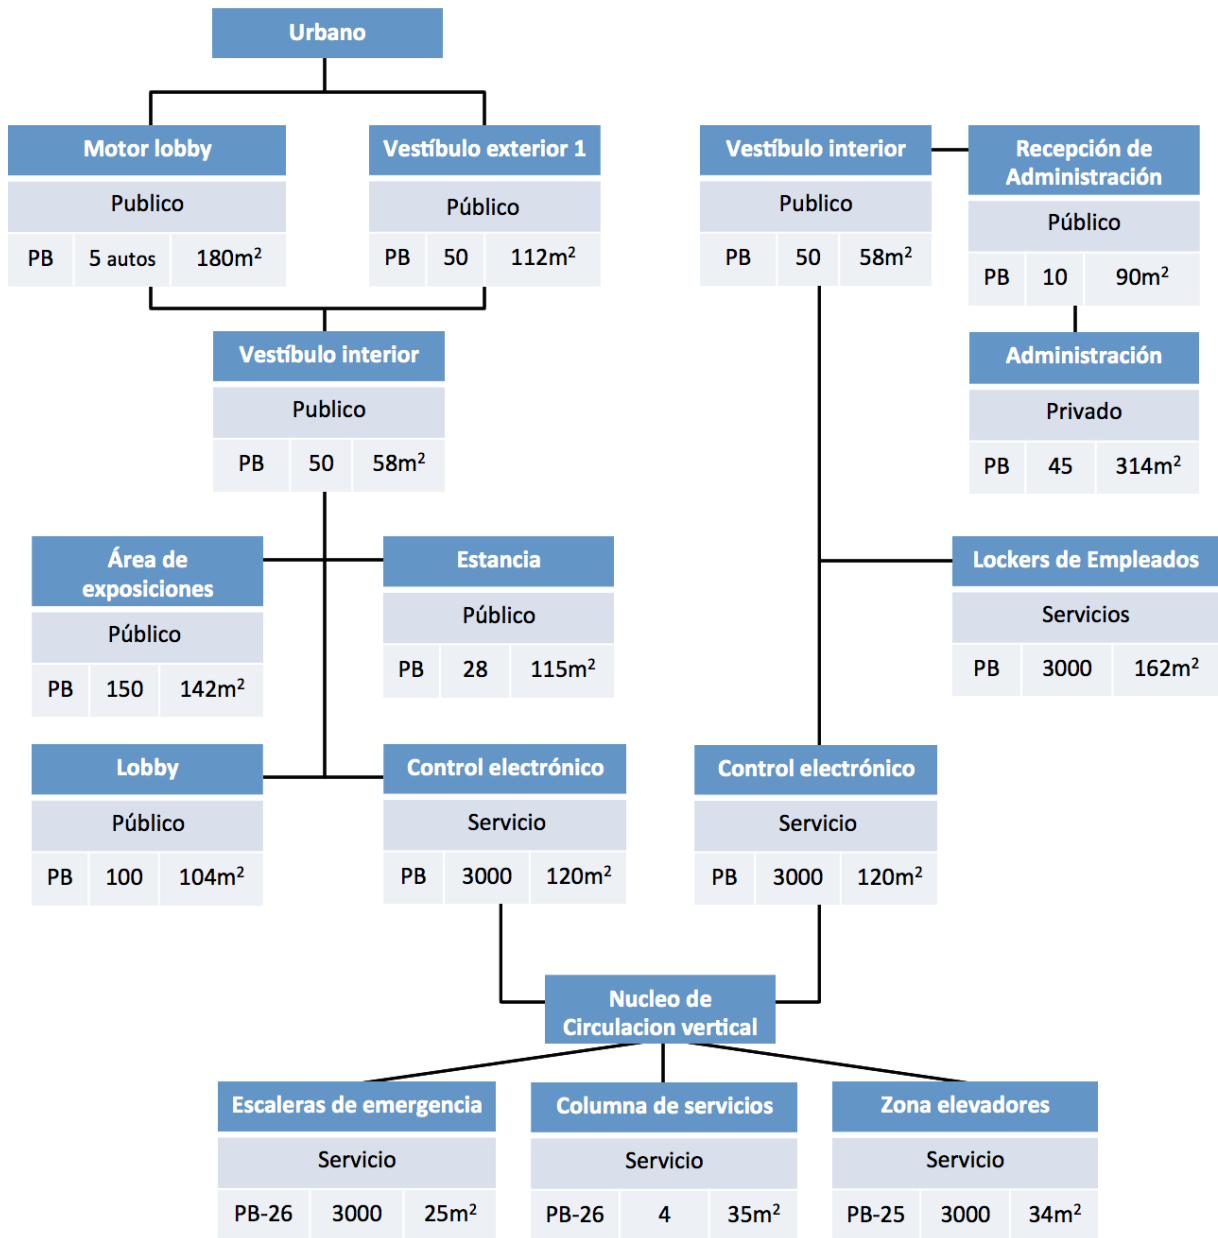 Urbano
Motor lobby
Publico
PB 5 autos 180m²
Vestíbulo exterior 1
Público
PB 50 112m²
Vestíbulo interior
Publico
PB 50 58m²
Recepción de
Administración
Público
PB 10 90m²
Vestíbulo interior
Publico
PB 50 58m²
Administración
Privado
PB 45 314m²
Área de
exposiciones
Público
PB 150 142m²
Estancia
Público
PB 28 115m²
Lockers de Empleados
Servicios
PB 3000 162m²
Lobby
Público
PB 100 104m²
Control electrónico
Servicio
PB 3000 120m²
Control electrónico
Servicio
PB 3000 120m²
Nucleo de
Circulacion vertical
Escaleras de emergencia
Servicio
PB-26 3000 25m²
Columna de servicios
Servicio
PB-26 4 35m²
Zona elevadores
Servicio
PB-25 3000 34m²